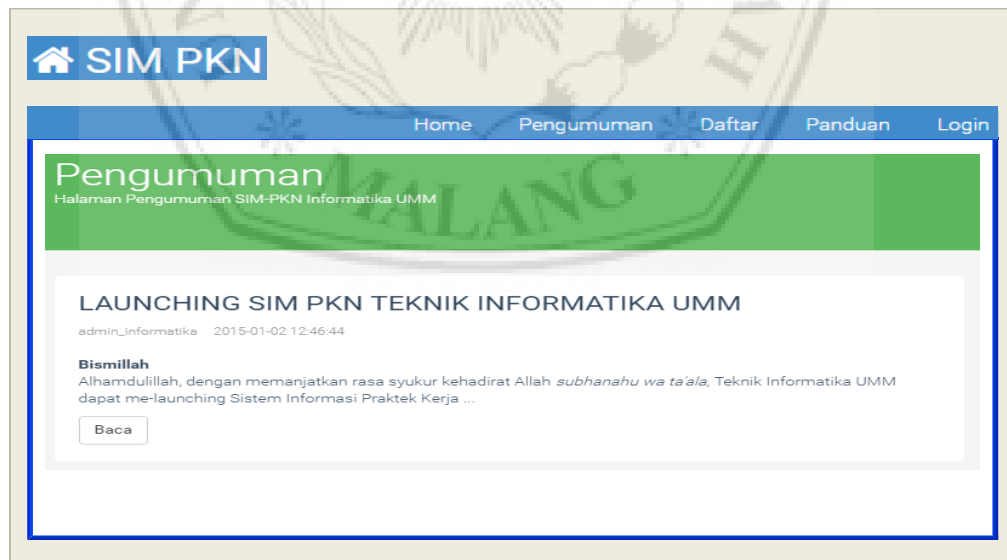 SIM PKN
Home Pengumuman Daftar Panduan Login
Pengumuman
Halaman Pengumuman SIM-PKN Informatika UMM
MALANG
LAUNCHING SIM PKN TEKNIK INFORMATIKA UMM
admin_informatika 2015-01-02 12:46:44
Bismillah
Alhamdulillah, dengan memanjatkan rasa syukur kehadirat Allah subhanahu wa ta'ala, Teknik Informatika UMM
dapat me-launching Sistem Informasi Praktek Kerja ...
Baca